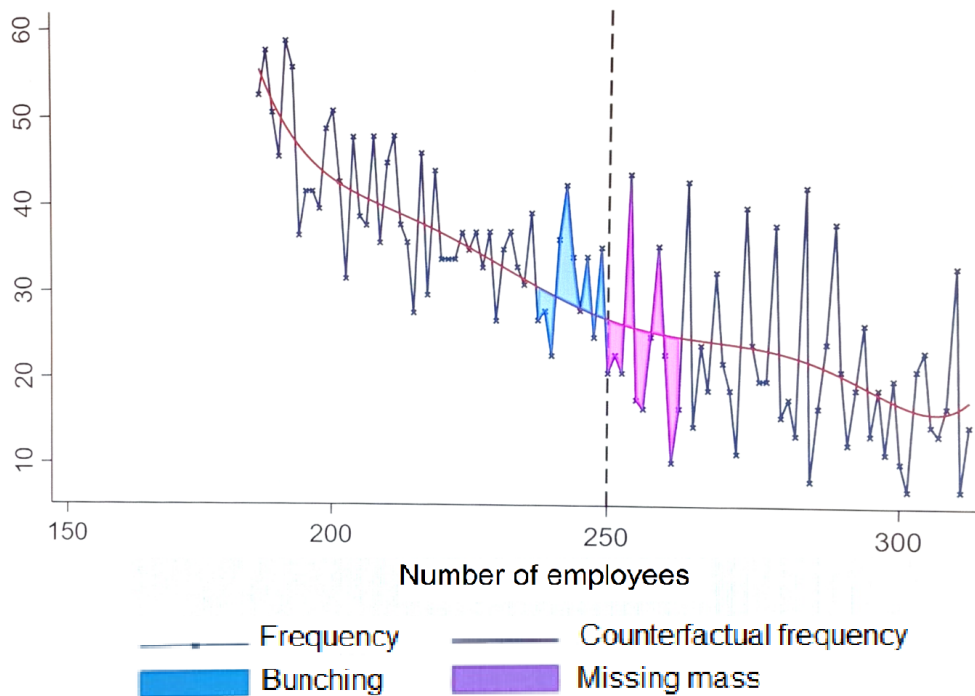 60
50
40
30
20
10
150
200
250
300
Number of employees
Frequency
Counterfactual frequency
Bunching
Missing mass